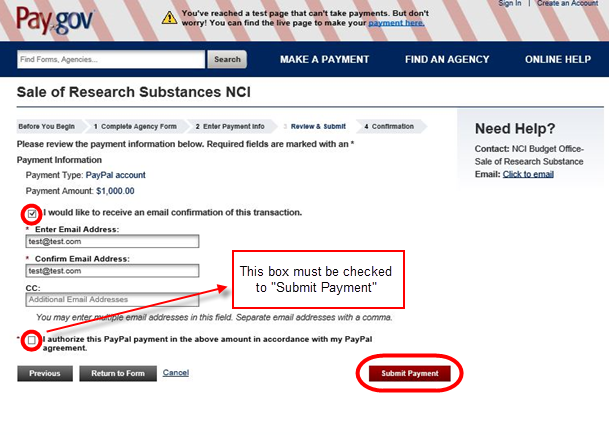 Sign In | Create an Account
Pay.gov
You've reached a test page that can't take payments. But don't
worry! You can find the live page to make your payment here.
Find Forms, Agencies...
Search
MAKE A PAYMENT
FIND AN AGENCY
ONLINE HELP
Sale of Research Substances NCI
Before You Begin
1 Complete Agency Form
2 Enter Payment Info
3 Review & Submit
4 Confirmation
Need Help?
Contact: NCI Budget Office-
Sale of Research Substance
Email: Click to email
Please review the payment information below. Required fields are marked with an *
Payment Information
Payment Type: PayPal account
Payment Amount: $1,000.00
I would like to receive an email confirmation of this transaction.
* Enter Email Address:
test@test.com
* Confirm Email Address:
test@test.com
CC:
Additional Email Addresses
This box must be checked
to "Submit Payment"
You may enter multiple email addresses in this field. Separate email addresses with a comma.
* I authorize this PayPal payment in the above amount in accordance with my PayPal
agreement.
Previous
Return to Form
Cancel
Submit Payment